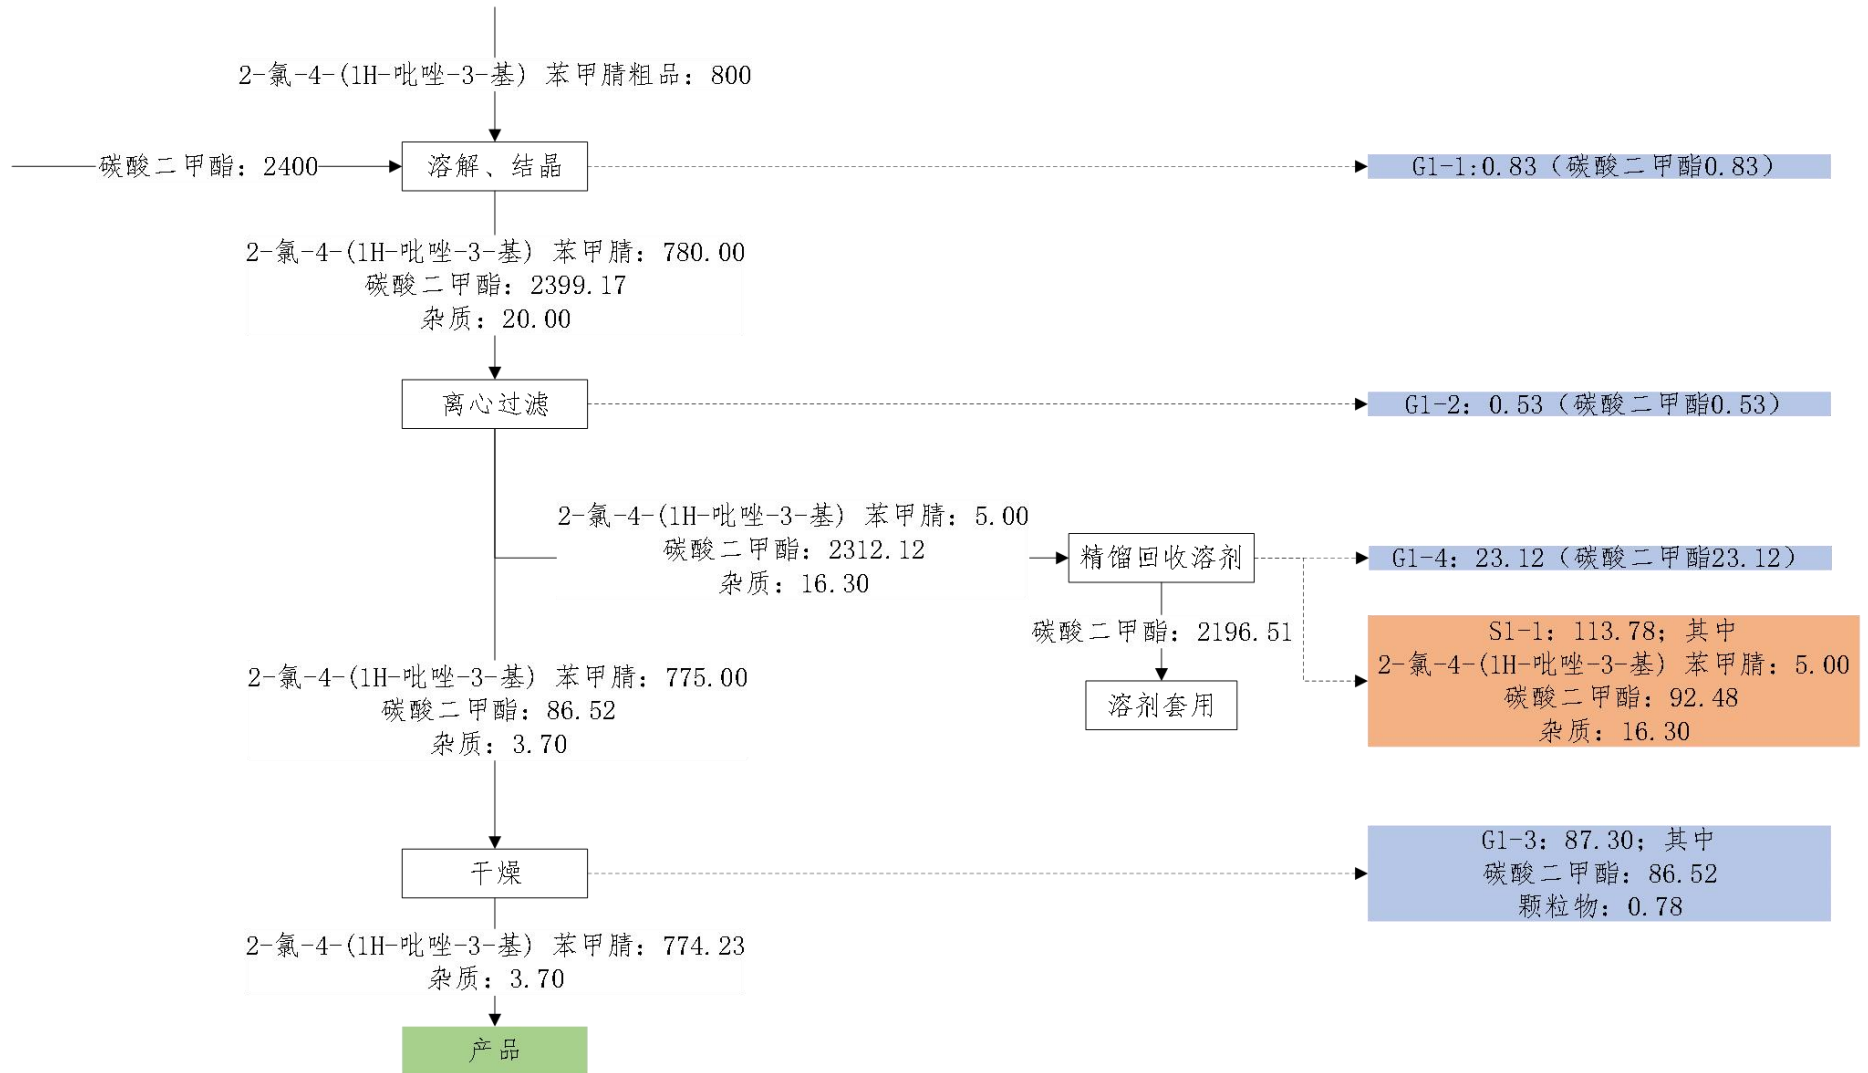 2-氯-4-(1H-吡唑-3-基) 苯甲腈粗品: 800
碳酸二甲酯: 2400
溶解、结晶
G1-1:0.83 (碳酸二甲酯0.83)
2-氯-4-(1H-吡唑-3-基) 苯甲腈: 780.00
碳酸二甲酯: 2399.17
杂质: 20.00
离心过滤
G1-2: 0.53 (碳酸二甲酯0.53)
2-氯-4-(1H-吡唑-3-基) 苯甲腈: 5.00
碳酸二甲酯: 2312.12
杂质: 16.30
精馏回收溶剂
G1-4: 23.12 (碳酸二甲酯23.12)
碳酸二甲酯: 2196.51
溶剂套用
S1-1: 113.78; 其中
2-氯-4-(1H-吡唑-3-基) 苯甲腈: 5.00
碳酸二甲酯: 92.48
杂质: 16.30
2-氯-4-(1H-吡唑-3-基) 苯甲腈: 775.00
碳酸二甲酯: 86.52
杂质: 3.70
干燥
G1-3: 87.30; 其中
碳酸二甲酯: 86.52
颗粒物: 0.78
2-氯-4-(1H-吡唑-3-基) 苯甲腈: 774.23
杂质: 3.70
产品